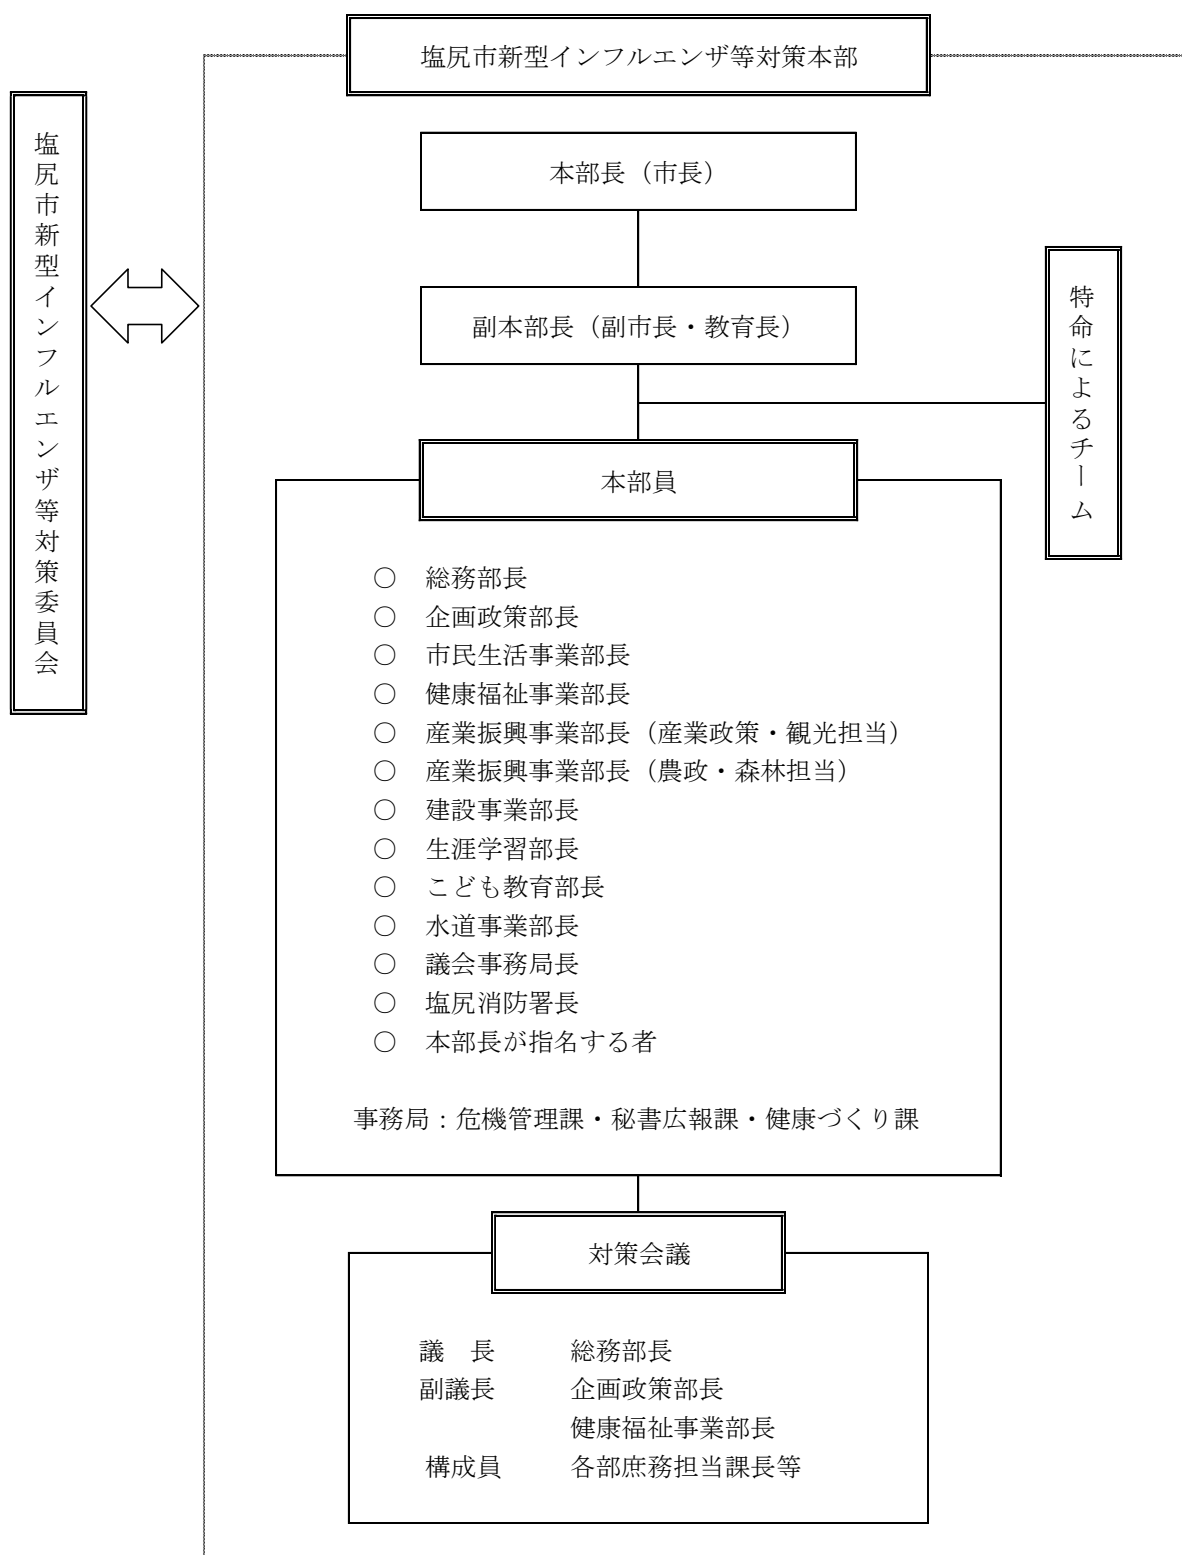 塩尻市新型インフルエンザ等対策本部
塩尻市新型インフルエンザ等対策委員会
本部長（市長）
副本部長（副市長・教育長）
特命によるチーム
本部員
○ 総務部長
○ 企画政策部長
○ 市民生活事業部長
○ 健康福祉事業部長
○ 産業振興事業部長（産業政策・観光担当）
○ 産業振興事業部長（農政・森林担当）
○ 建設事業部長
○ 生涯学習部長
○ こども教育部長
○ 水道事業部長
○ 議会事務局長
○ 塩尻消防署長
○ 本部長が指名する者
事務局：危機管理課・秘書広報課・健康づくり課
対策会議
議　長　総務部長
副議長　企画政策部長
健康福祉事業部長
構成員　各部庶務担当課長等